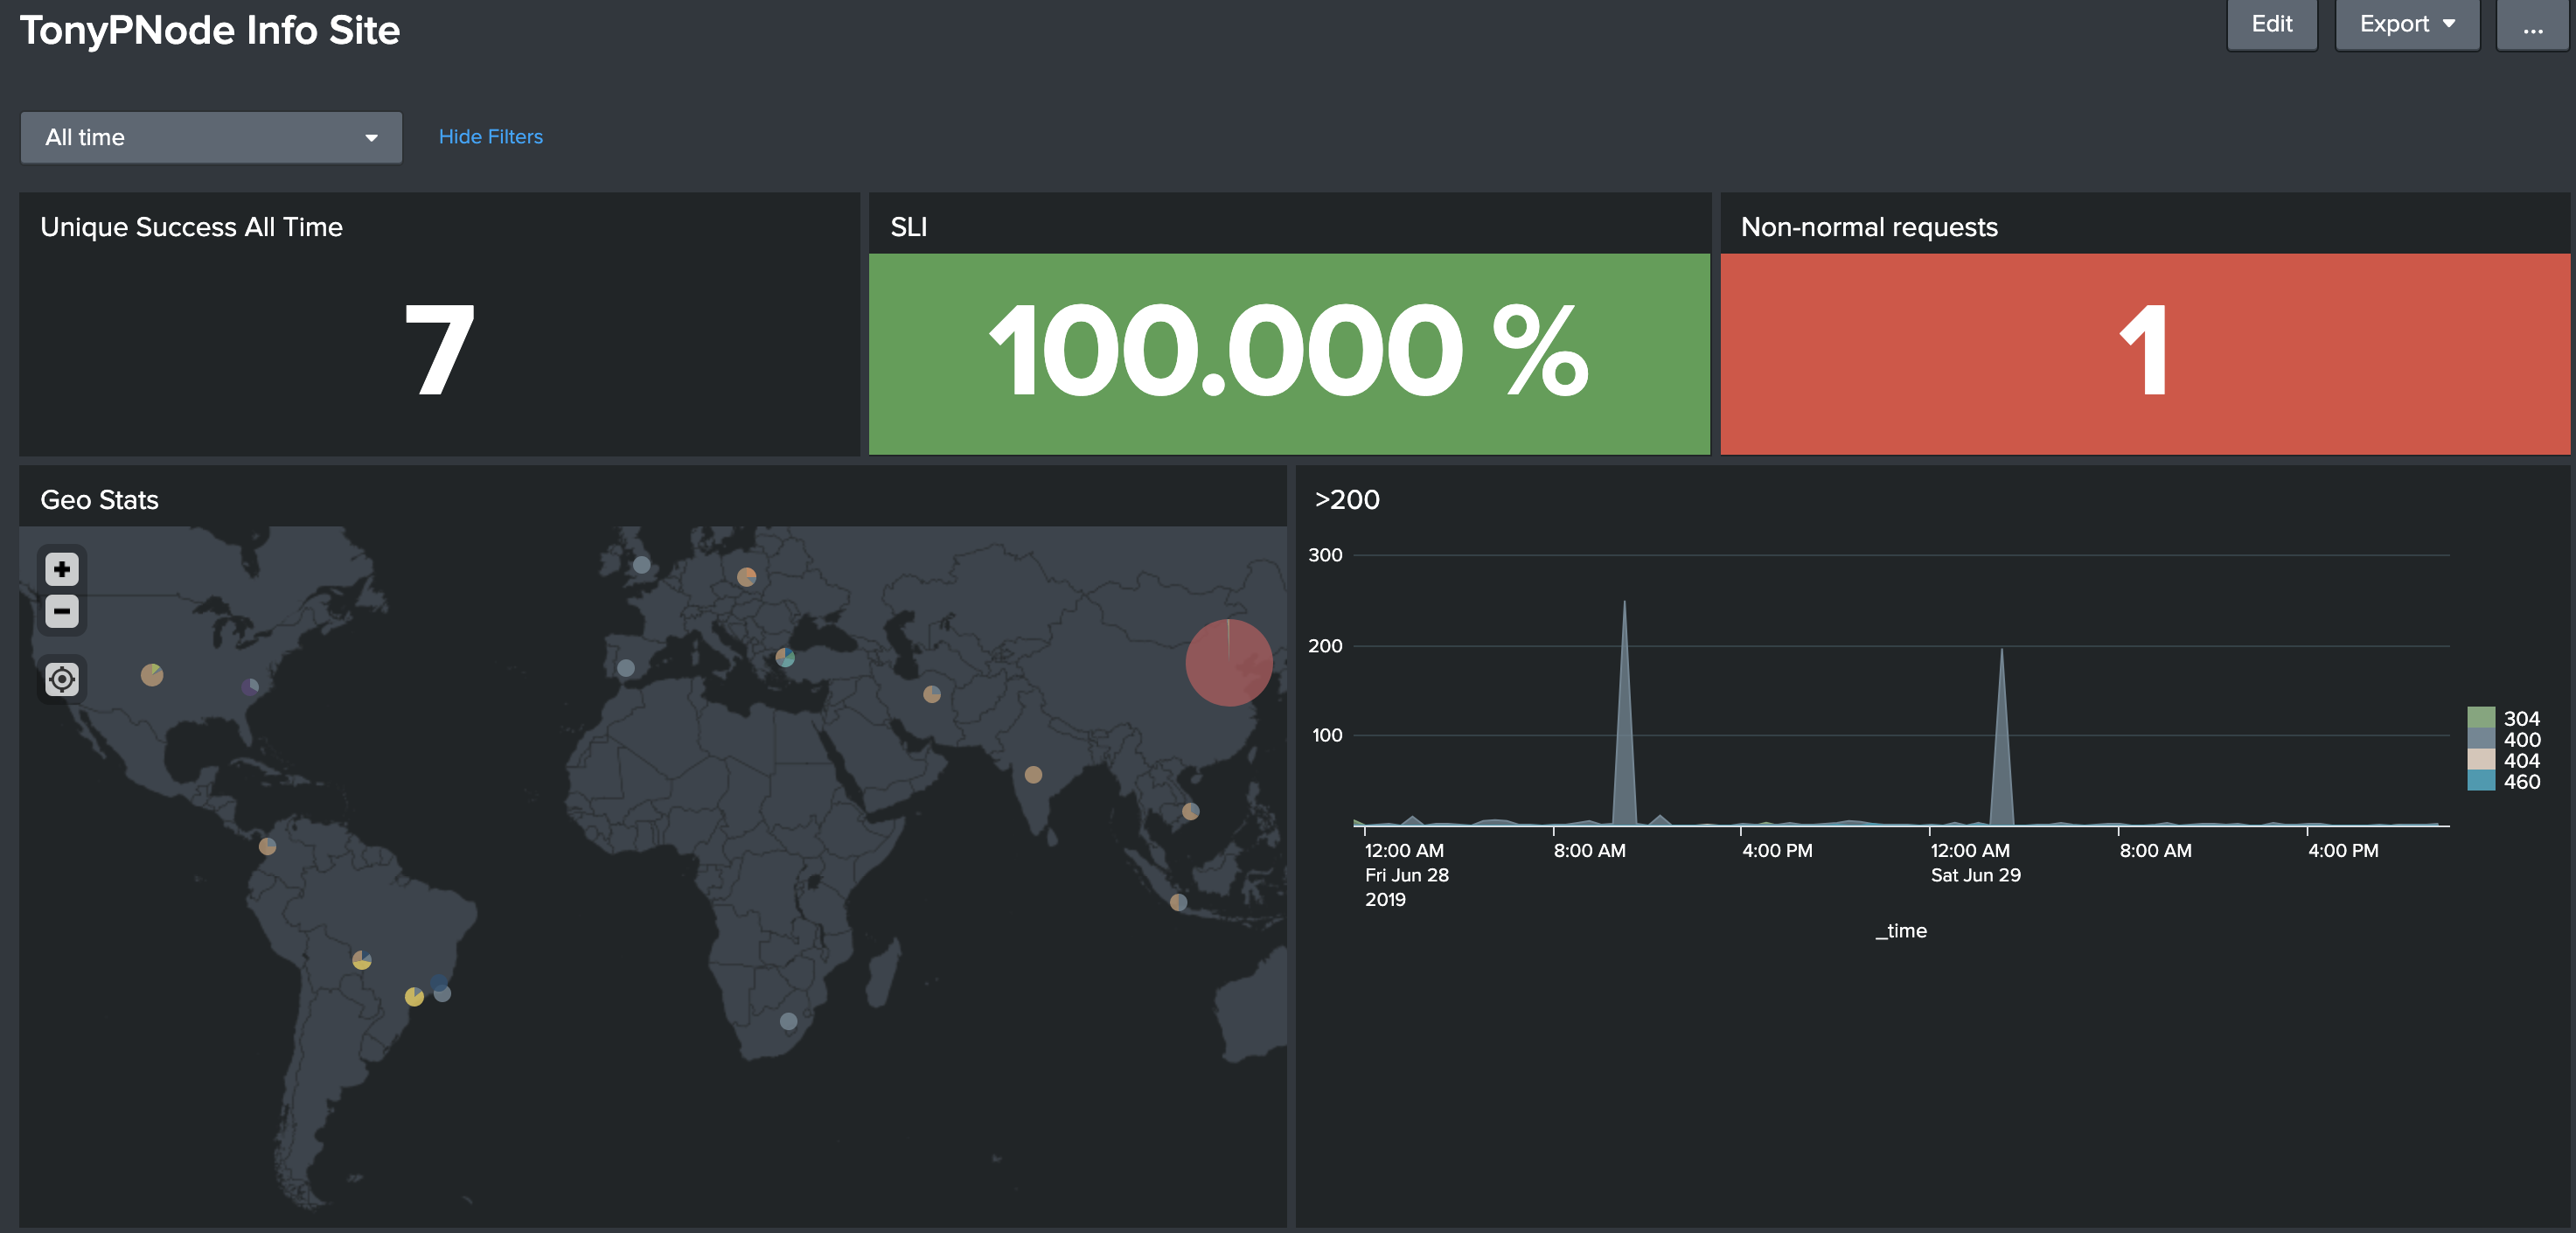 TonyPNode Info Site
Edit
Export
...
All time
Hide Filters
Unique Success All Time
SLI
Non-normal requests
7
100.000 %
1
Geo Stats
>200
300
200
100
304
400
404
460
12:00 AM
Fri Jun 28
2019
8:00 AM
4:00 PM
12:00 AM
Sat Jun 29
8:00 AM
4:00 PM
_time